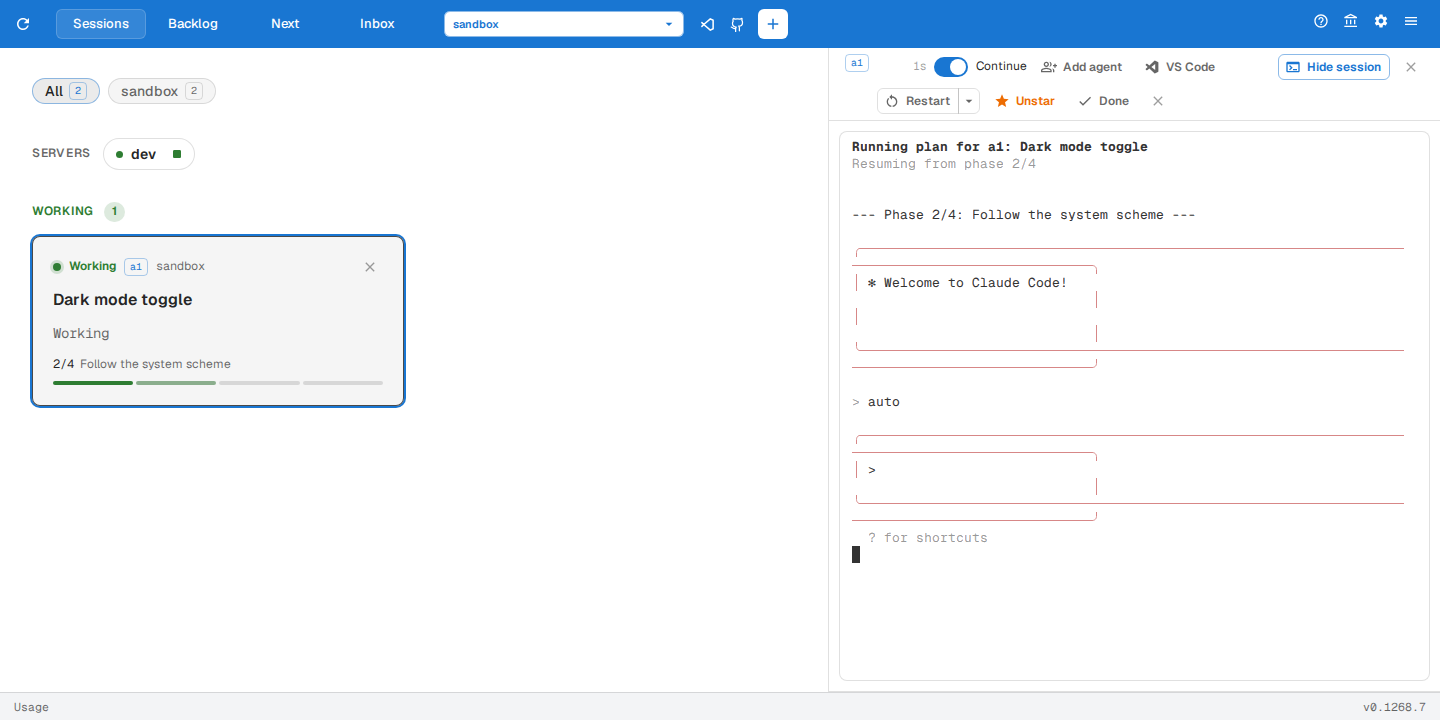 Sessions Backlog Next Inbox sandbox
All 2 sandbox 2
SERVERS dev
WORKING 1
Working a1 sandbox
Dark mode toggle
Working
2/4 Follow the system scheme
a1 1s Continue Add agent VS Code Hide session
Restart Unstar Done
Running plan for a1: Dark mode toggle
Resuming from phase 2/4
--- Phase 2/4: Follow the system scheme ---
✻ Welcome to Claude Code!
> auto
>
? for shortcuts
Usage v0.1268.7